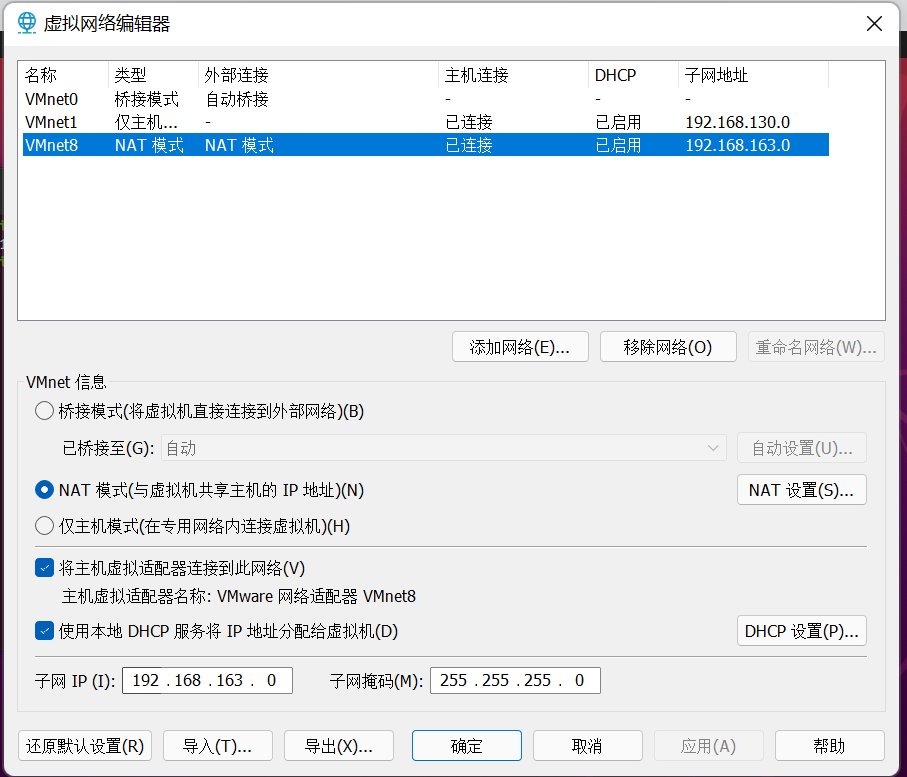 虚拟网络编辑器
名称 类型 外部连接 主机连接 DHCP 子网地址
VMnet0 桥接模式 自动桥接 - - -
VMnet1 仅主机... - 已连接 已启用 192.168.130.0
VMnet8 NAT 模式 NAT 模式 已连接 已启用 192.168.163.0
添加网络(E)... 移除网络(O) 重命名网络(W)...
VMnet 信息
桥接模式(将虚拟机直接连接到外部网络)(B)
已桥接至(G): 自动 自动设置(U)...
NAT 模式(与虚拟机共享主机的 IP 地址)(N) NAT 设置(S)...
仅主机模式(在专用网络内连接虚拟机)(H)
将主机虚拟适配器连接到此网络(V)
主机虚拟适配器名称: VMware 网络适配器 VMnet8
使用本地 DHCP 服务将 IP 地址分配给虚拟机(D) DHCP 设置(P)...
子网 IP (I): 192 . 168 . 163 . 0 子网掩码(M): 255 . 255 . 255 . 0
还原默认设置(R) 导入(T)... 导出(X)... 确定 取消 应用(A) 帮助